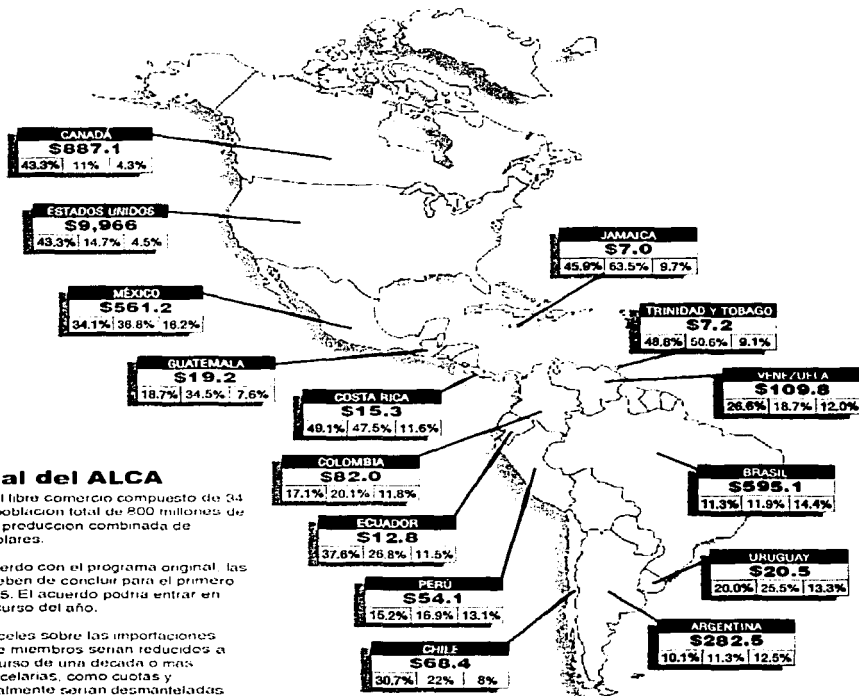 CANADÁ
$887.1
43.3% 11% 4.3%
ESTADOS UNIDOS
$9,966
43.3% 14.7% 4.5%
JAMAICA
$7.0
45.9% 63.5% 9.7%
MÉXICO
$561.2
34.1% 36.8% 16.2%
TRINIDAD Y TOBAGO
$7.2
48.8% 50.6% 9.1%
GUATEMALA
$19.2
18.7% 34.5% 7.6%
VENEZUELA
$109.8
26.6% 18.7% 12.0%
COSTA RICA
$15.3
49.1% 47.5% 11.6%
COLOMBIA
$82.0
17.1% 20.1% 11.8%
BRASIL
$595.1
11.3% 11.9% 14.4%
ECUADOR
$12.8
37.6% 26.8% 11.5%
URUGUAY
$20.5
20.0% 25.5% 13.3%
PERÚ
$54.1
15.2% 16.9% 13.1%
ARGENTINA
$282.5
10.1% 11.3% 12.5%
CHILE
$68.4
30.7% 22% 8%
al del ALCA
libre comercio compuesto de 34
población total de 800 millones de
producción combinada de
lares.
erdo con el programa original, las
eben de concluir para el primero
5. El acuerdo podría entrar en
curso del año.
celes sobre las importaciones
e miembros serían reducidos a
urso de una década o más
celarias, como cuotas y
almente serían desmanteladas